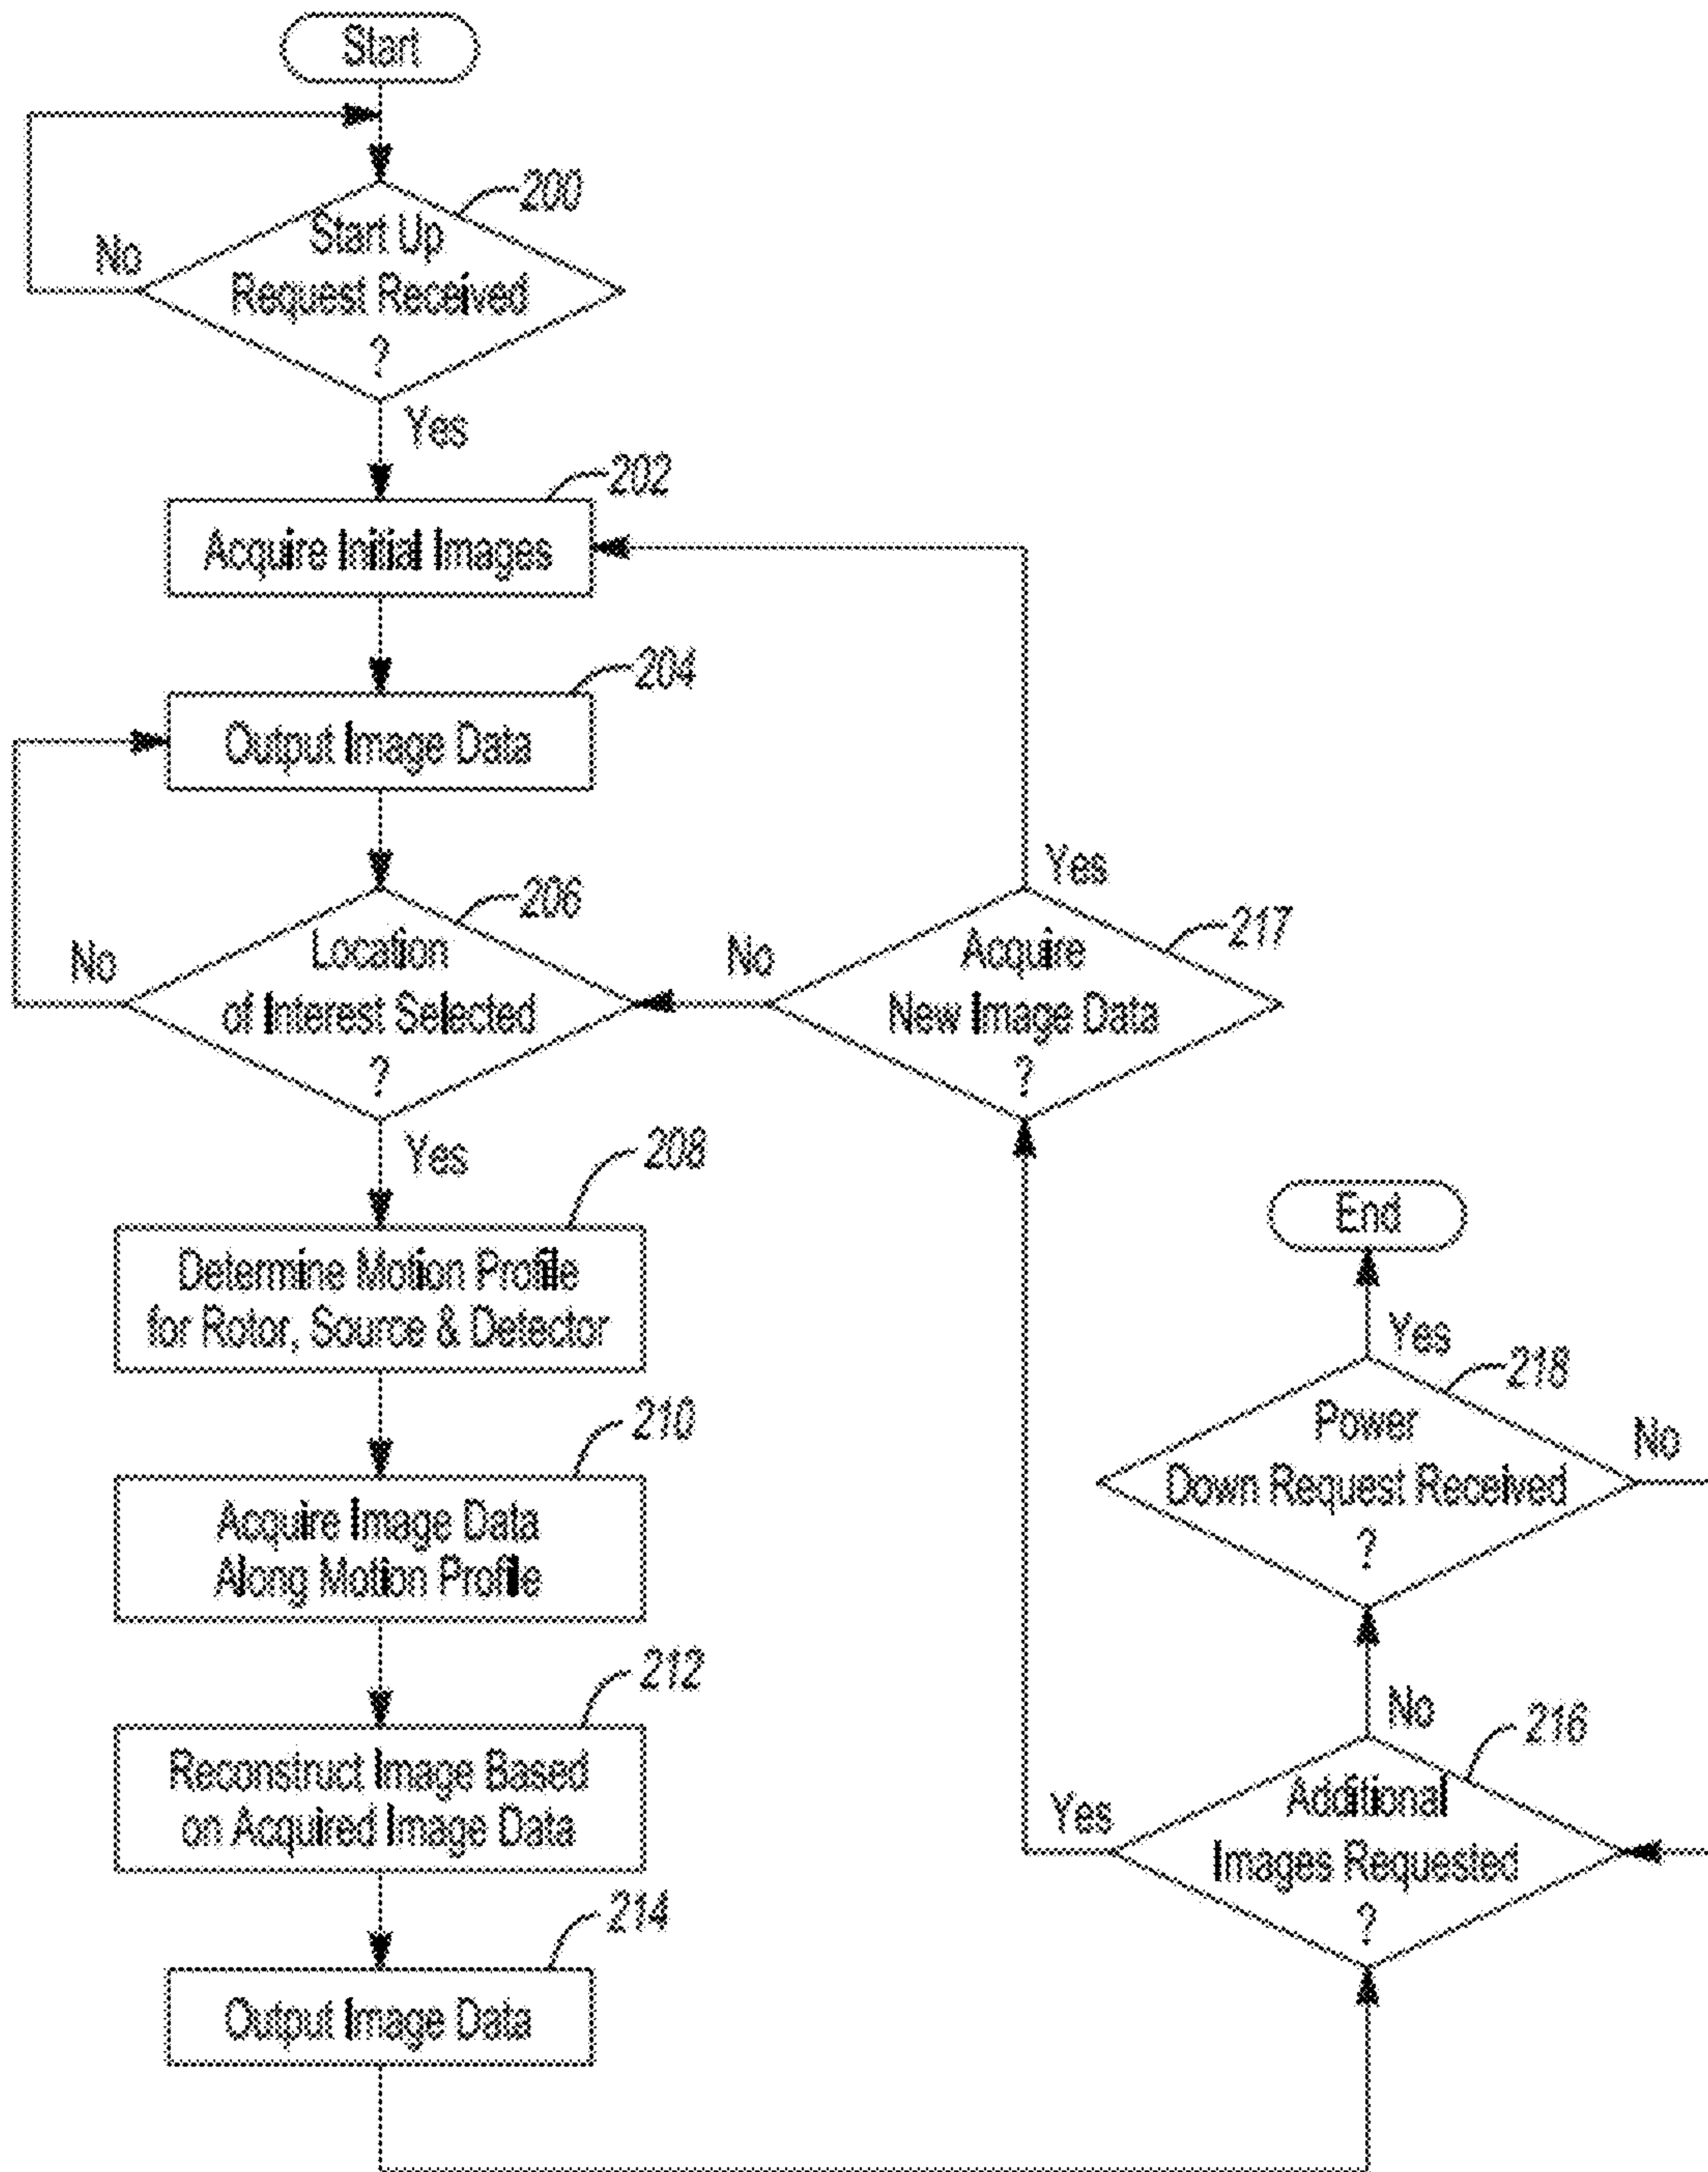 Start
200
Start Up
Request Received
?
No
Yes
202
Acquire Initial Images
204
Output Image Data
206
Location
of Interest Selected
?
No
Yes
217
Acquire
New Image Data
?
No
Yes
208
Determine Motion Profile
for Rotor, Source & Detector
210
Acquire Image Data
Along Motion Profile
212
Reconstruct Image Based
on Acquired Image Data
214
Output Image Data
End
Yes
218
Power
Down Request Received
?
No
No
216
Additional
Images Requested
?
Yes